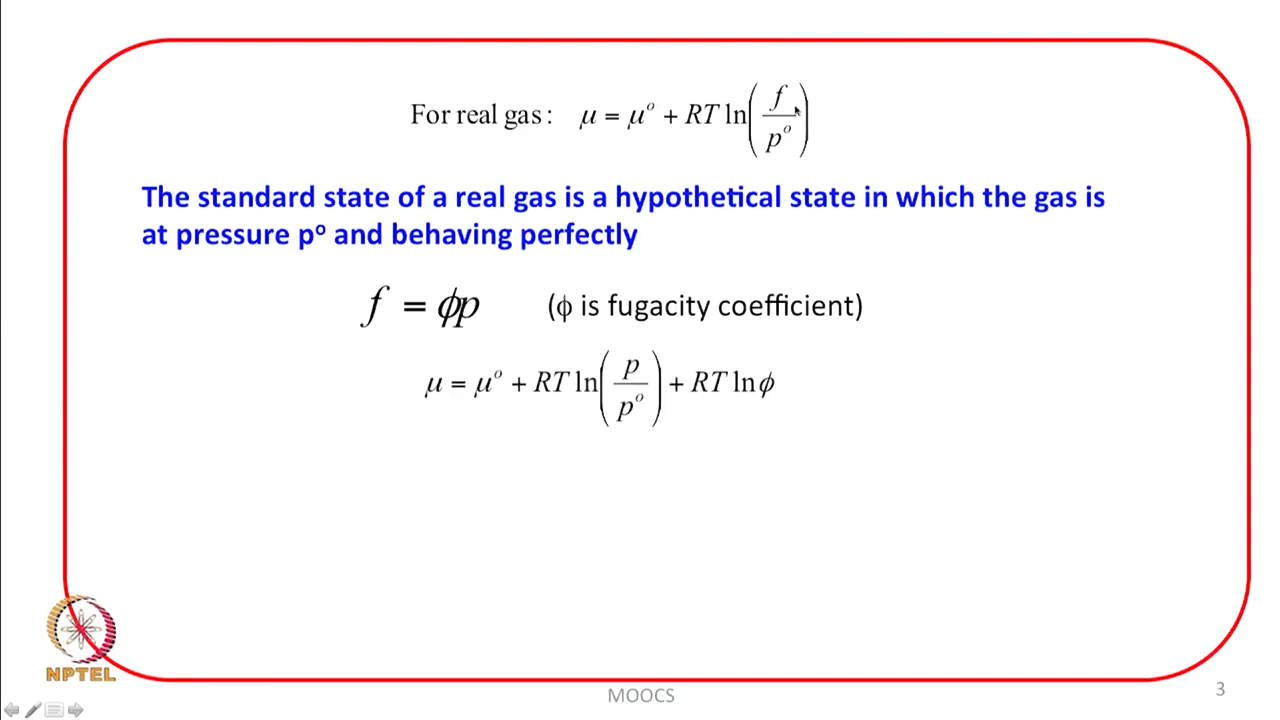 For real gas: μ = μ° + RT ln(f/p°)
The standard state of a real gas is a hypothetical state in which the gas is
at pressure p° and behaving perfectly
f = ϕp (ϕ is fugacity coefficient)
μ = μ° + RT ln(p/p°) + RT lnϕ
NPTEL
MOOCS
3